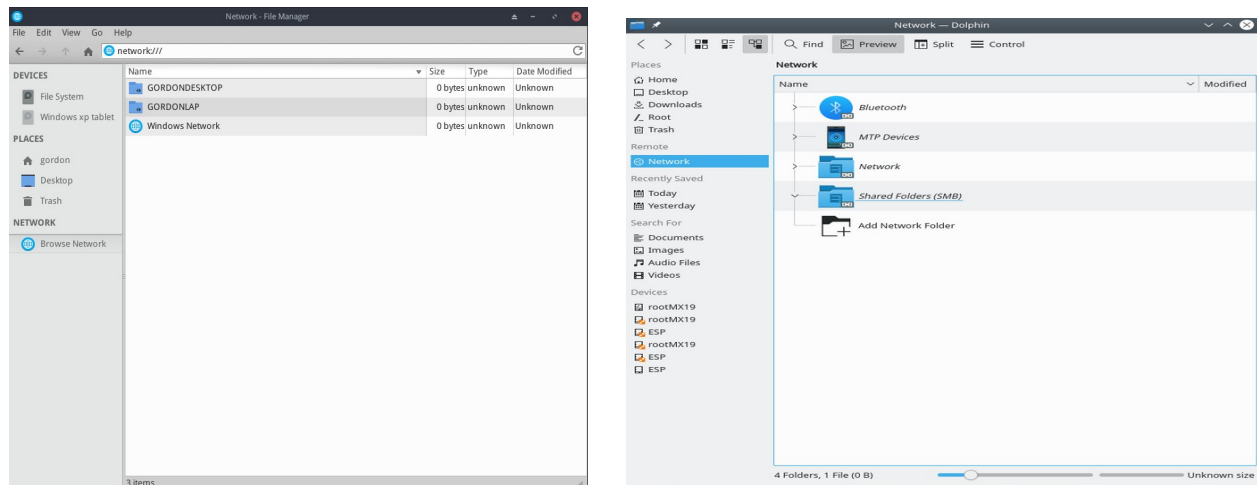 Network - File Manager
File Edit View Go Help
network:///
DEVICES
File System
Windows xp tablet
PLACES
gordon
Desktop
Trash
NETWORK
Browse Network
Name Size Type Date Modified
GORDONDESKTOP 0 bytes unknown Unknown
GORDONLAP 0 bytes unknown Unknown
Windows Network 0 bytes unknown Unknown
3 items
Network — Dolphin
Find Preview Split Control
Places
Home
Desktop
Downloads
Root
Trash
Remote
Network
Recently Saved
Today
Yesterday
Search For
Documents
Images
Audio Files
Videos
Devices
rootMX19
rootMX19
ESP
rootMX19
ESP
ESP
Network
Name Modified
Bluetooth
MTP Devices
Network
Shared Folders (SMB)
Add Network Folder
4 Folders, 1 File (0 B) Unknown size